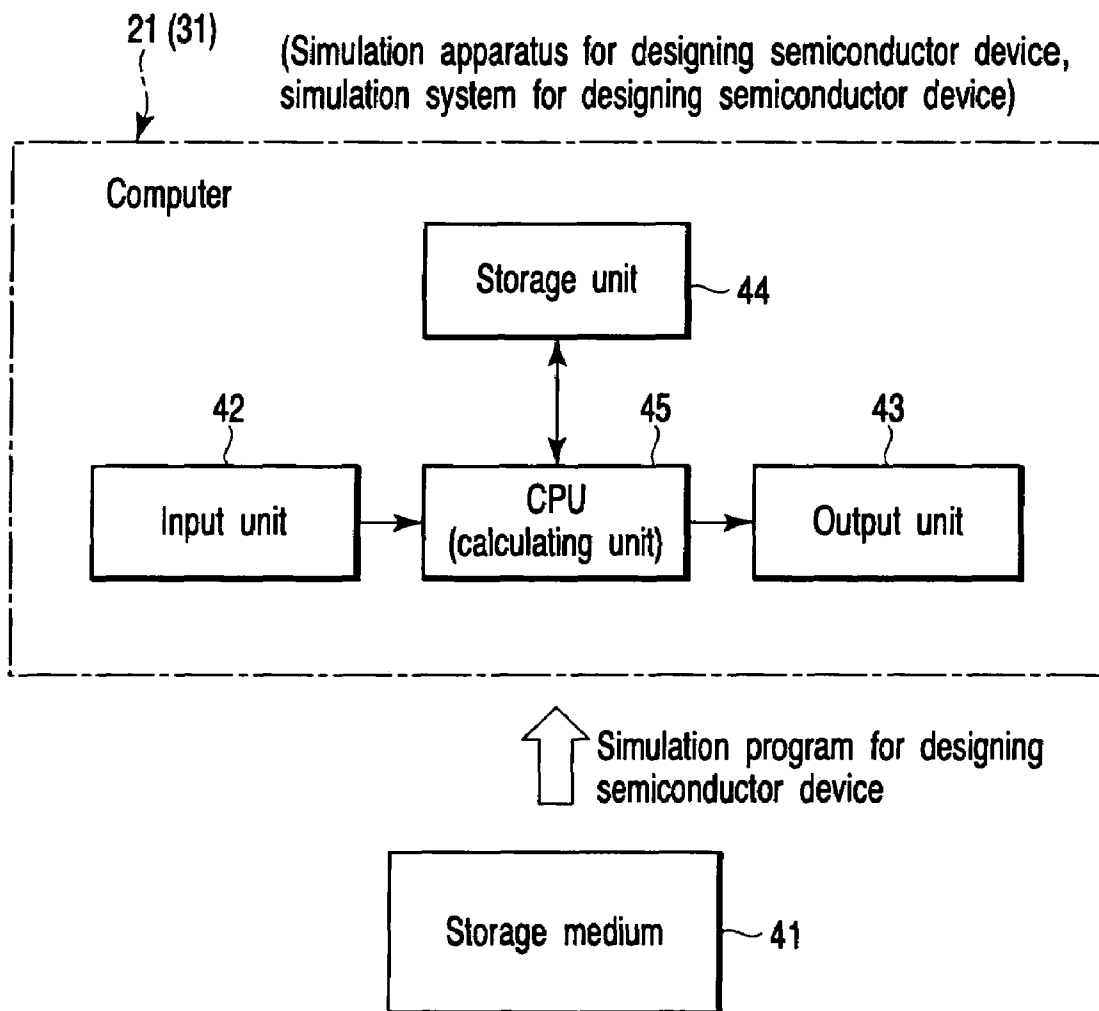 21 (31)
(Simulation apparatus for designing semiconductor device,
simulation system for designing semiconductor device)
Computer
Storage unit
44
42
45
43
Input unit
CPU
(calculating unit)
Output unit
Simulation program for designing
semiconductor device
Storage medium
41